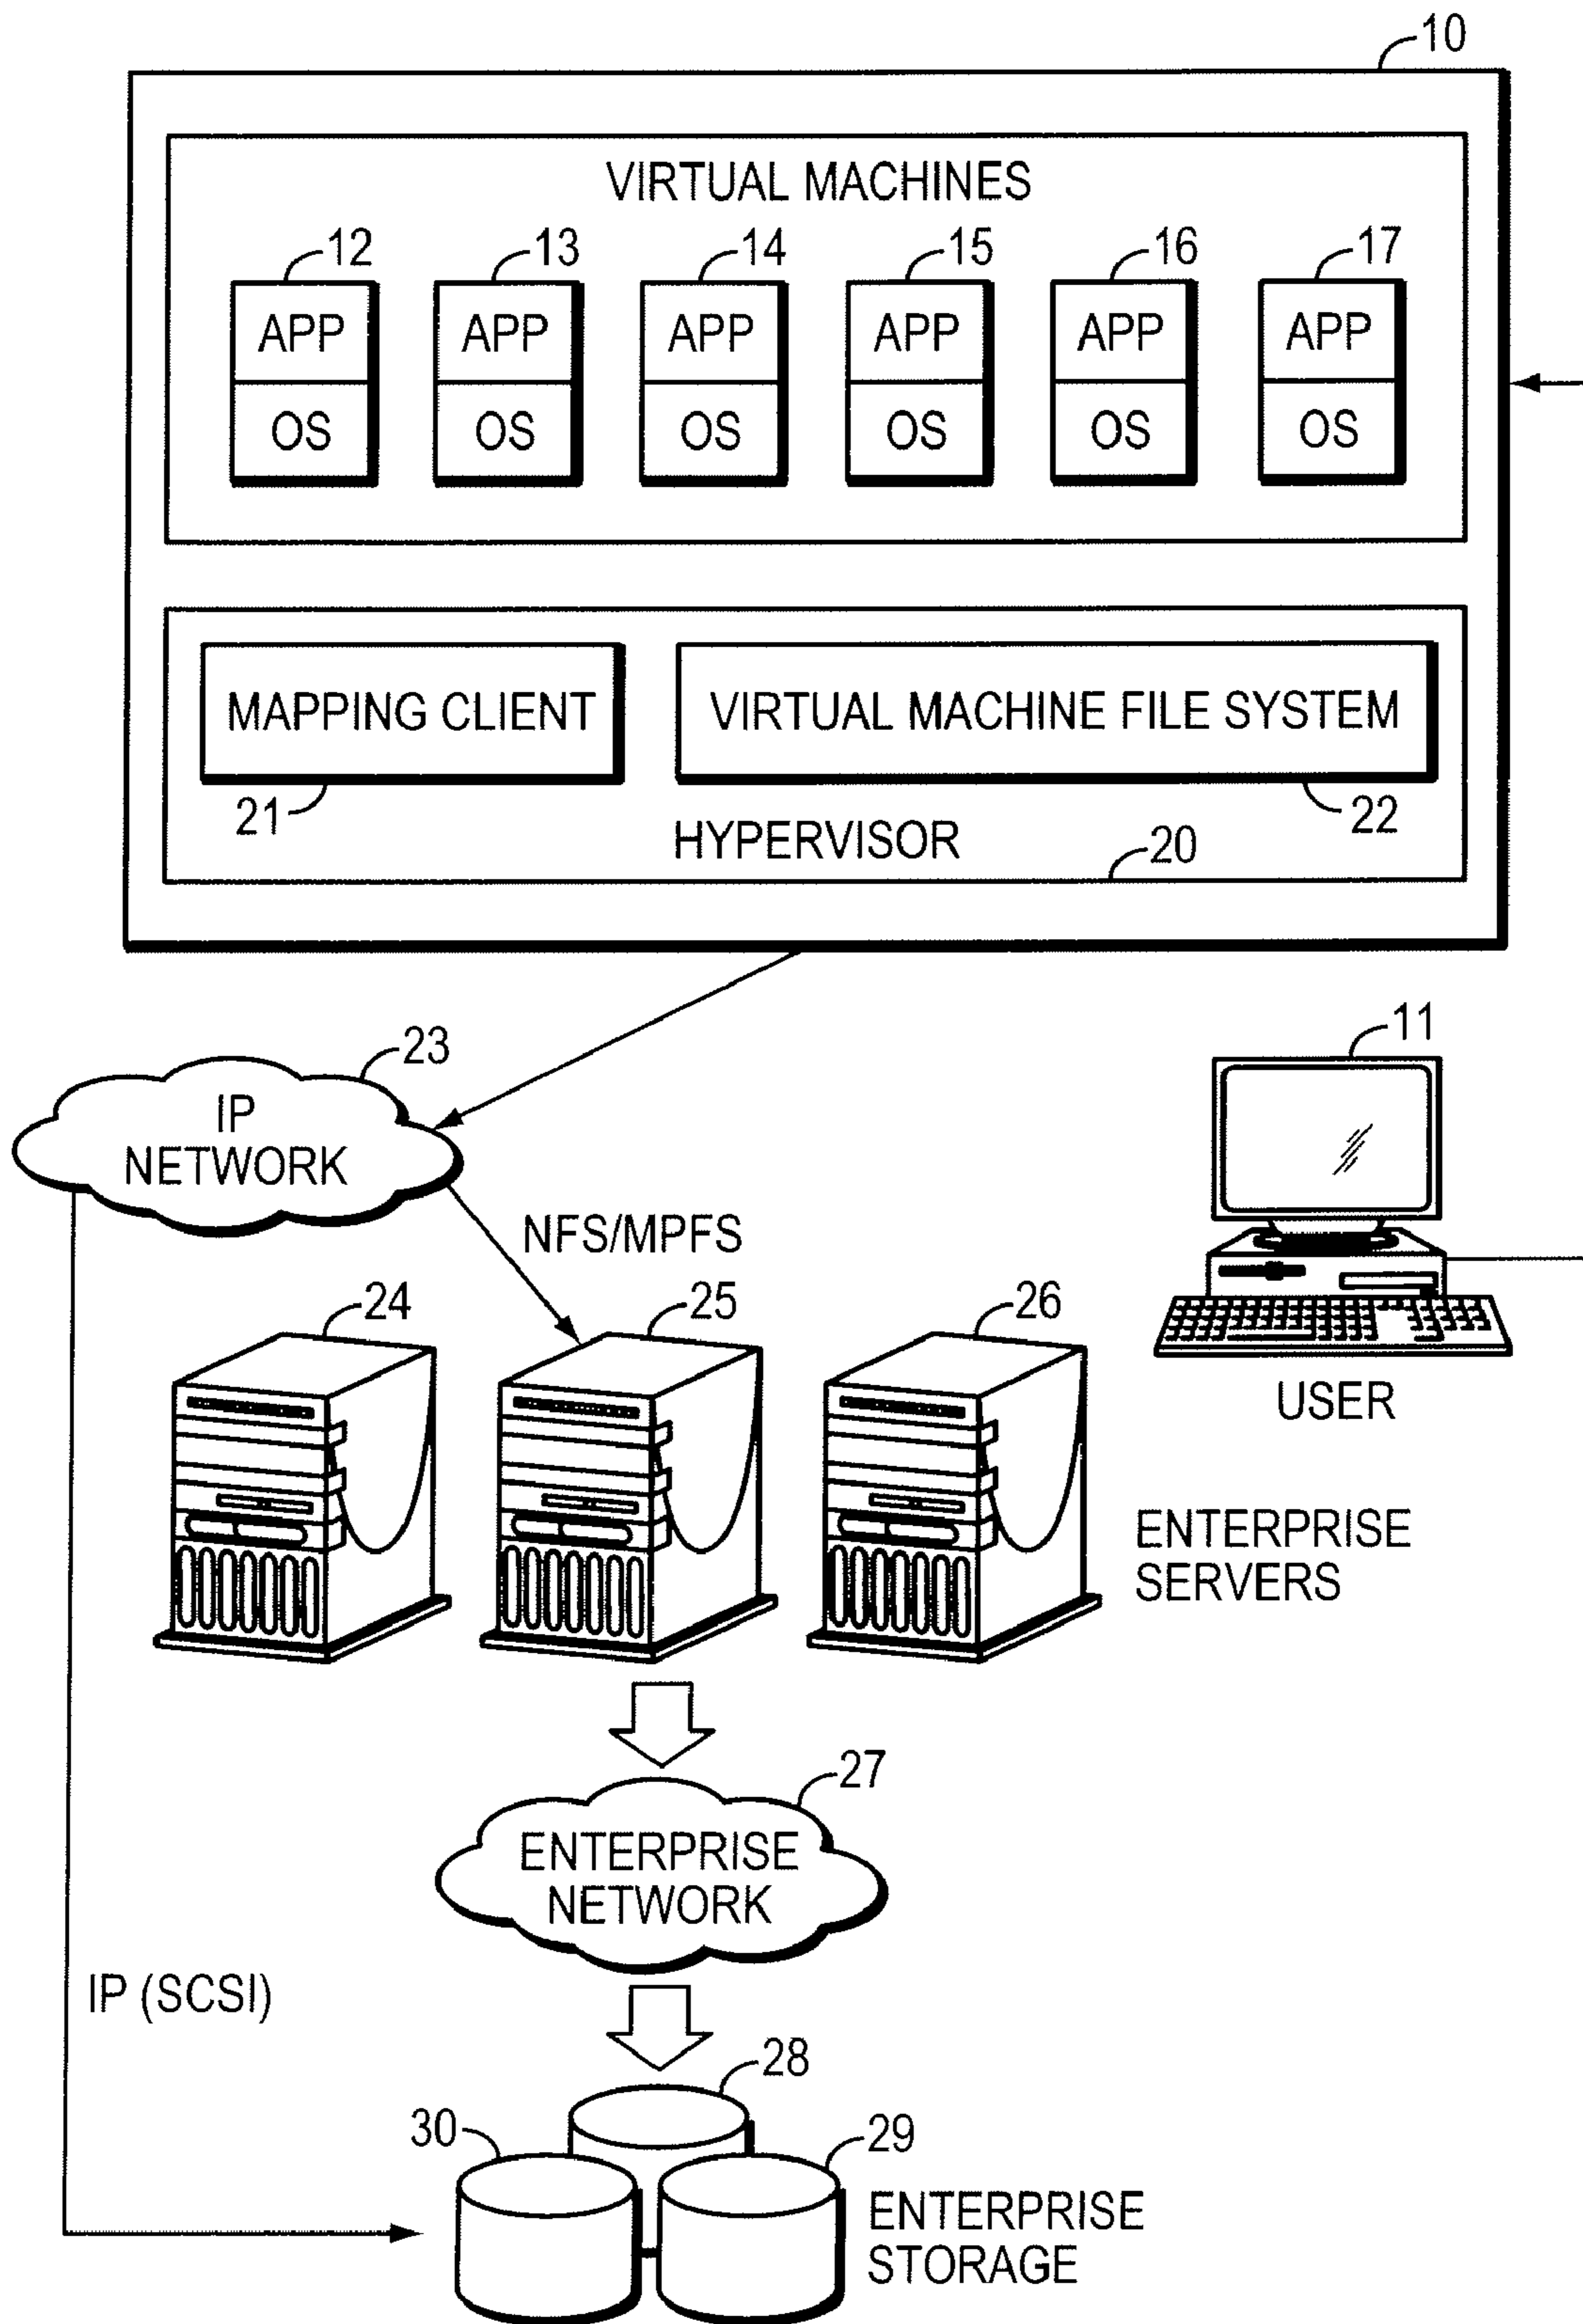 10
VIRTUAL MACHINES
12 13 14 15 16 17
APP APP APP APP APP APP
OS OS OS OS OS OS
MAPPING CLIENT VIRTUAL MACHINE FILE SYSTEM
21 22
HYPERVISOR 20
11
23
IP
NETWORK
NFS/MPFS
24 25 26
USER
ENTERPRISE
SERVERS
27
ENTERPRISE
NETWORK
IP (SCSI)
28
30 29
ENTERPRISE
STORAGE